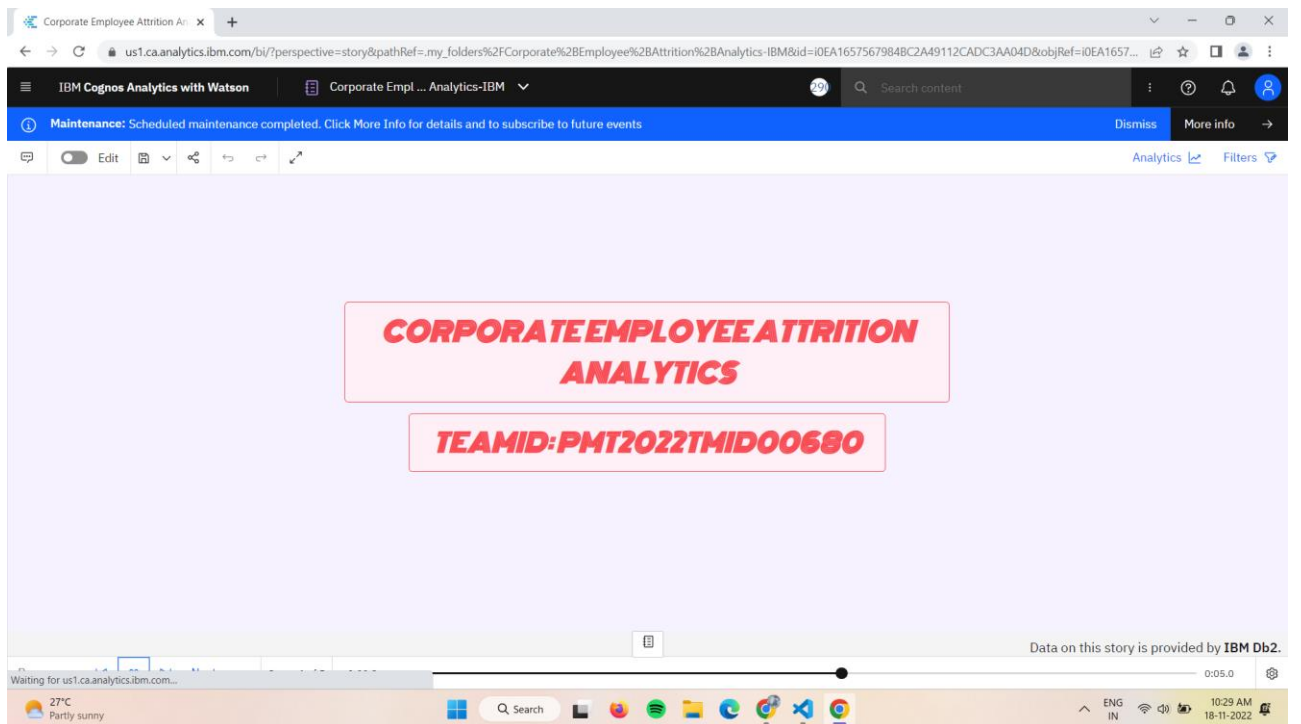 Corporate Employee Attrition An
us1.ca.analytics.ibm.com/bi/?perspective=story&pathRef=.my_folders%2FCorporate%2BEmployee%2BAttrition%2BAnalytics-IBM&id=i0EA1657567984BC2A49112CADC3AA04D&objRef=i0EA1657...
IBM Cognos Analytics with Watson
Corporate Empl ... Analytics-IBM
290
Search content
Maintenance: Scheduled maintenance completed. Click More Info for details and to subscribe to future events
Dismiss
More info
Edit
Analytics
Filters
CORPORATE EMPLOYEE ATTRITION
ANALYTICS
TEAMID:PMT2022TMID00680
Data on this story is provided by IBM Db2.
0:05.0
Waiting for us1.ca.analytics.ibm.com...
27°C
Partly sunny
Search
ENG
IN
10:29 AM
18-11-2022